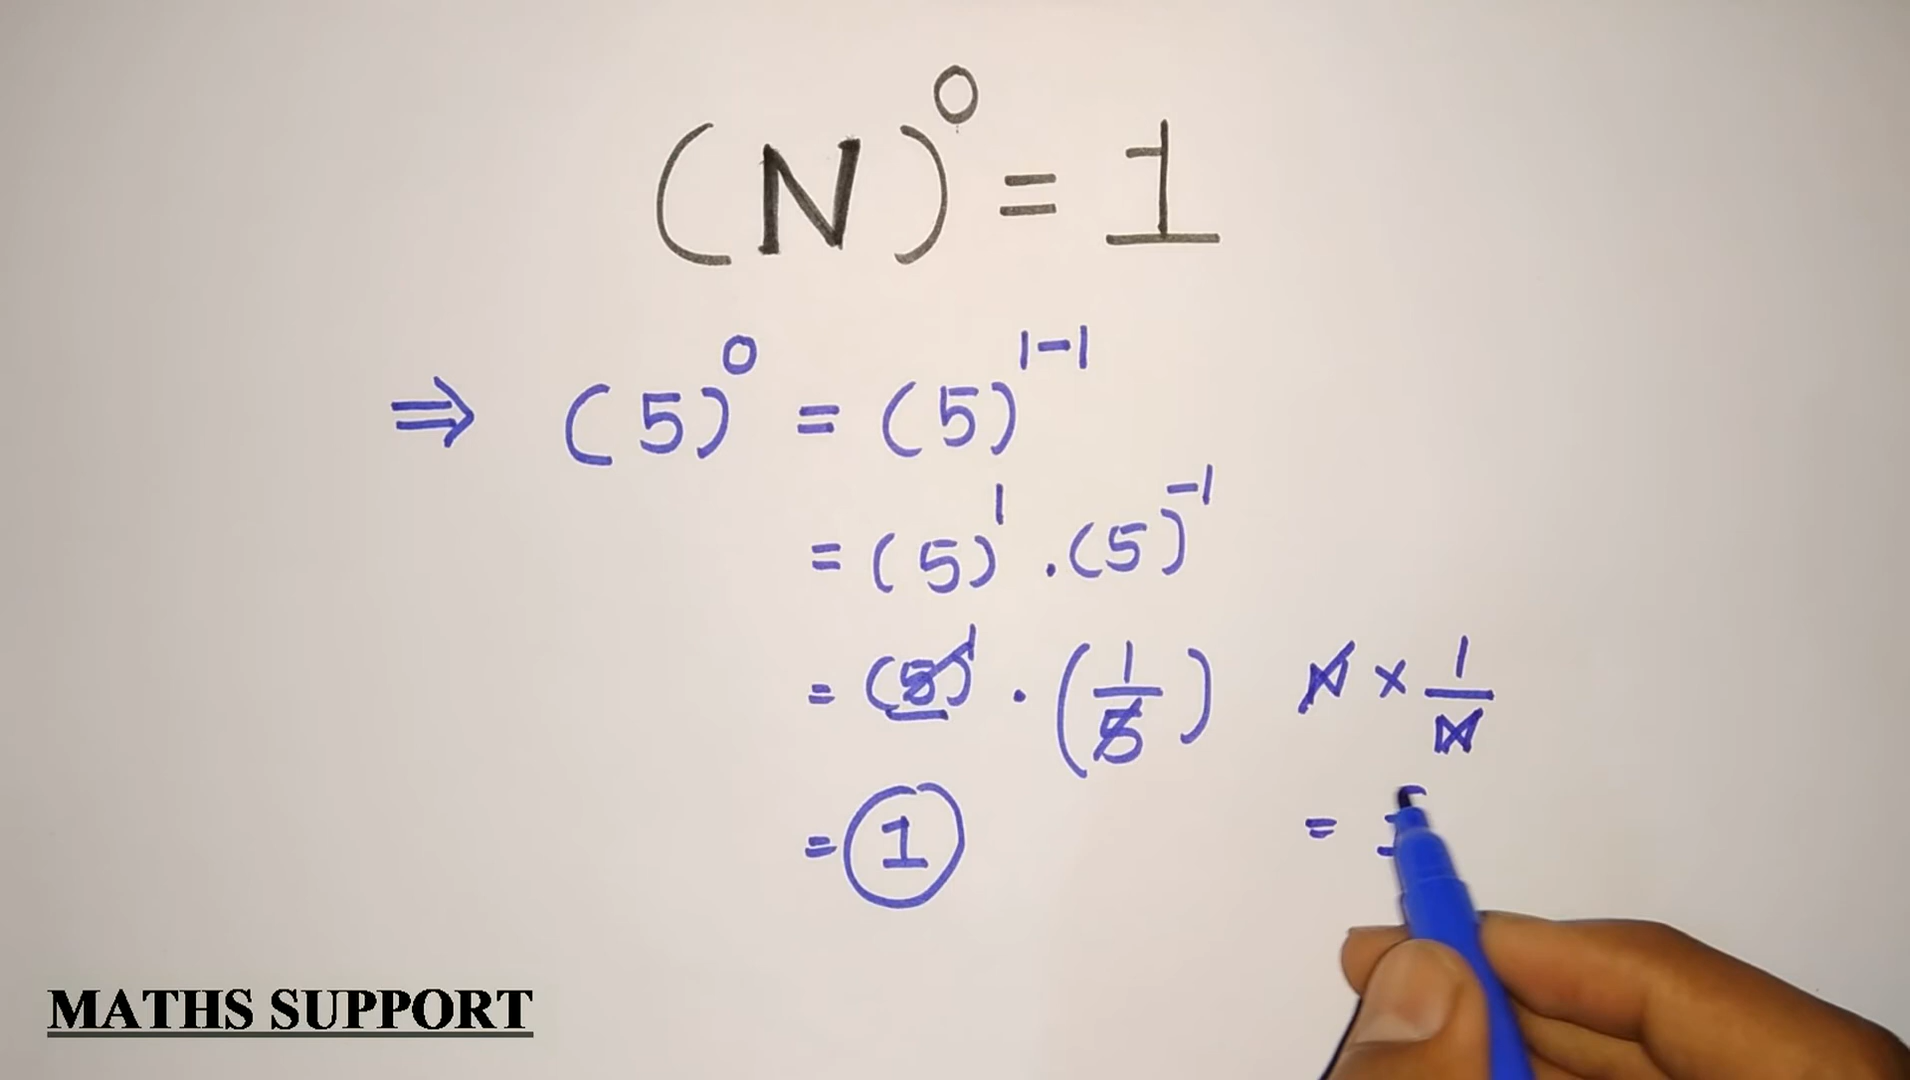 (N)⁰ = 1
⇒ (5)⁰ = (5)¹⁻¹
= (5)¹ . (5)⁻¹
= (5)¹ . (1/5) N × 1/N
= 1 =
MATHS SUPPORT